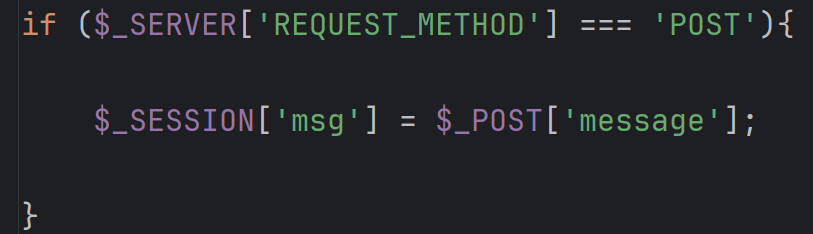 if ($_SERVER['REQUEST_METHOD'] === 'POST'){
$_SESSION['msg'] = $_POST['message'];
}